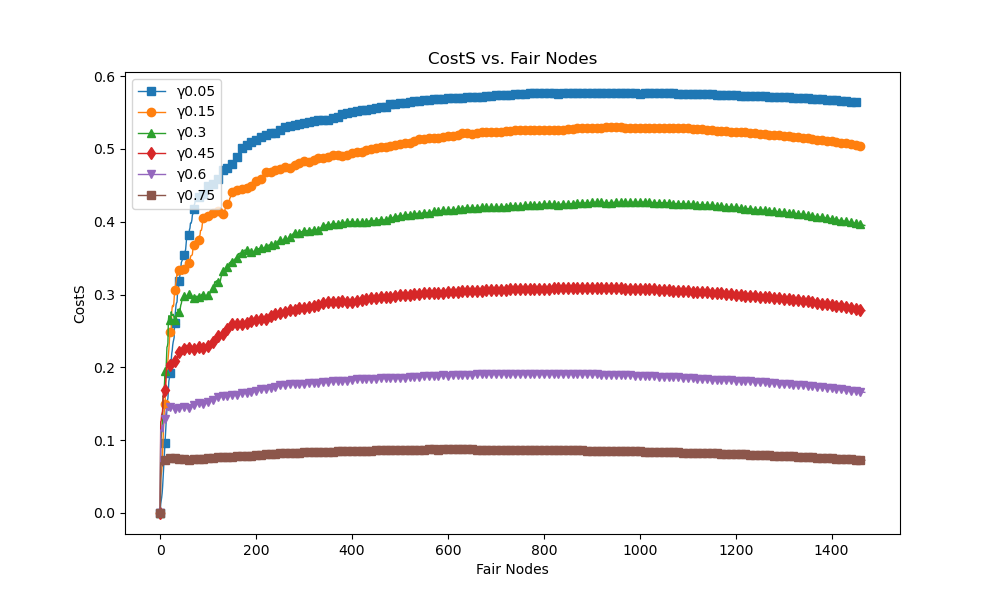 CostS vs. Fair Nodes
γ0.05
γ0.15
γ0.3
γ0.45
γ0.6
γ0.75
CostS
0.6
0.5
0.4
0.3
0.2
0.1
0.0
0 200 400 600 800 1000 1200 1400
Fair Nodes